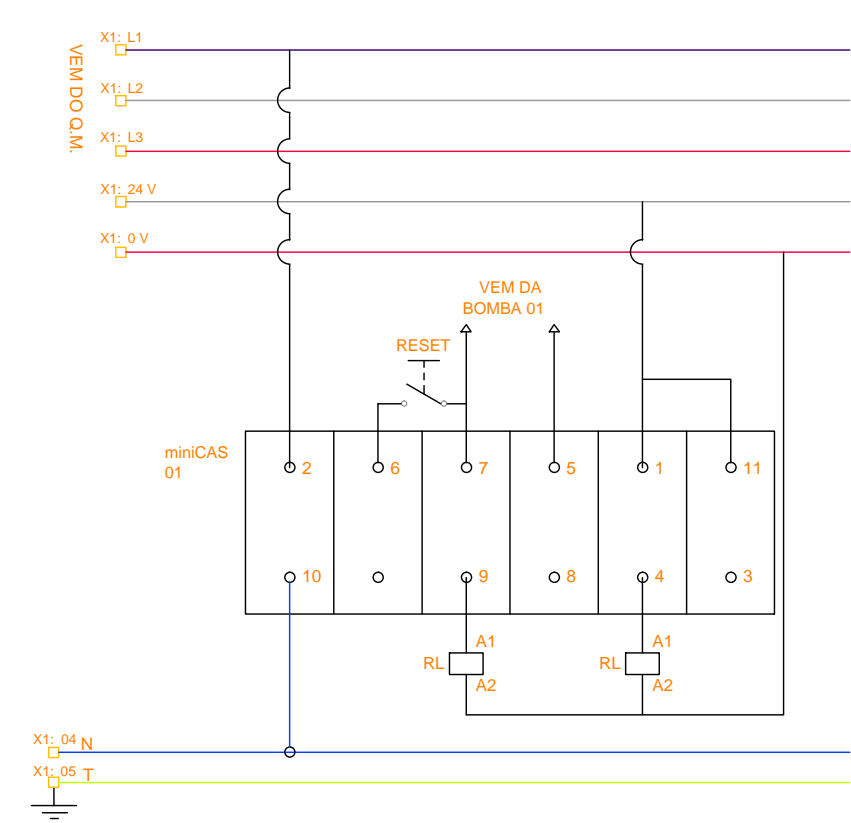 X1: L1
X1: L2
X1: L3
X1: 24 V
X1: 0 V
VEM DO Q.M.
VEM DA
BOMBA 01
RESET
miniCAS
01
2
6
7
5
1
11
10
9
8
4
3
RL
A1
A2
RL
A1
A2
X1: 04 N
X1: 05 T